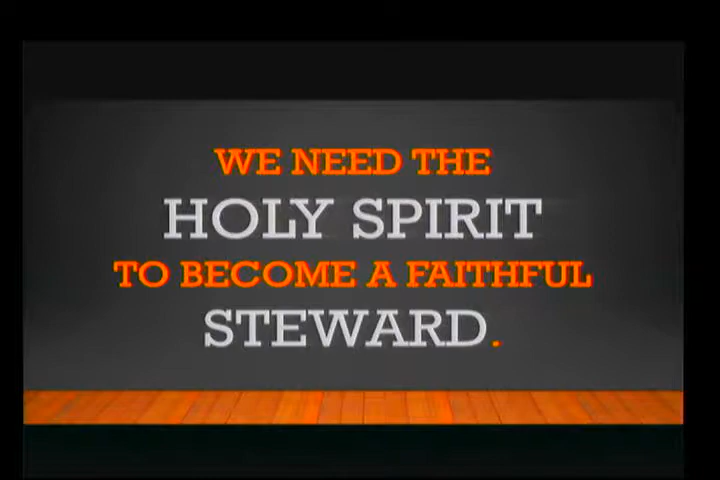 WE NEED THE
HOLY SPIRIT
TO BECOME A FAITHFUL
STEWARD.